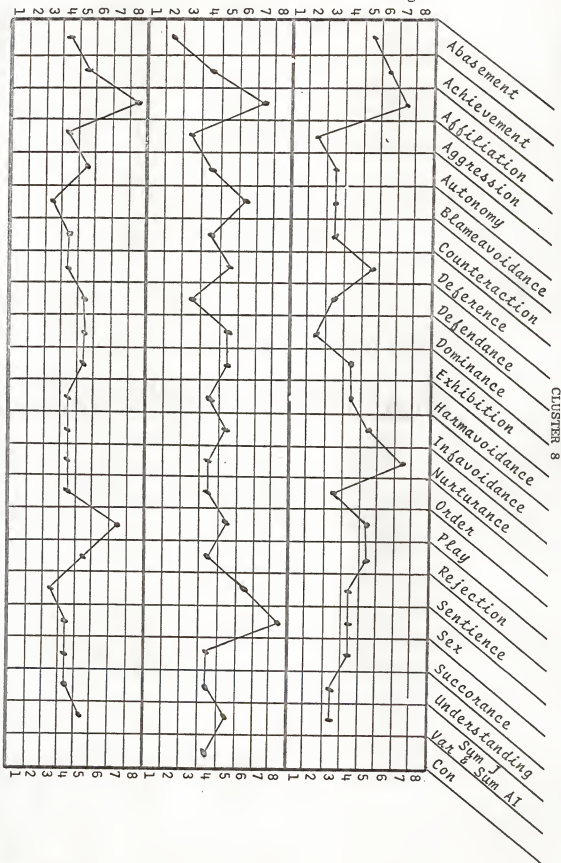 CLUSTER 8
1 2 3 4 5 6 7 8 1 2 3 4 5 6 7 8 1 2 3 4 5 6 7 8
Abasement
Achievement
Affiliation
Aggression
Autonomy
Blameavoidance
Counteraction
Deference
Defendance
Dominance
Exhibition
Harmavoidance
Infavoidance
Nurturance
Order
Play
Rejection
Sentience
Sex
Succorance
Understanding
Sum J
Var & Sum AI
Con
1 2 3 4 5 6 7 8 1 2 3 4 5 6 7 8 1 2 3 4 5 6 7 8